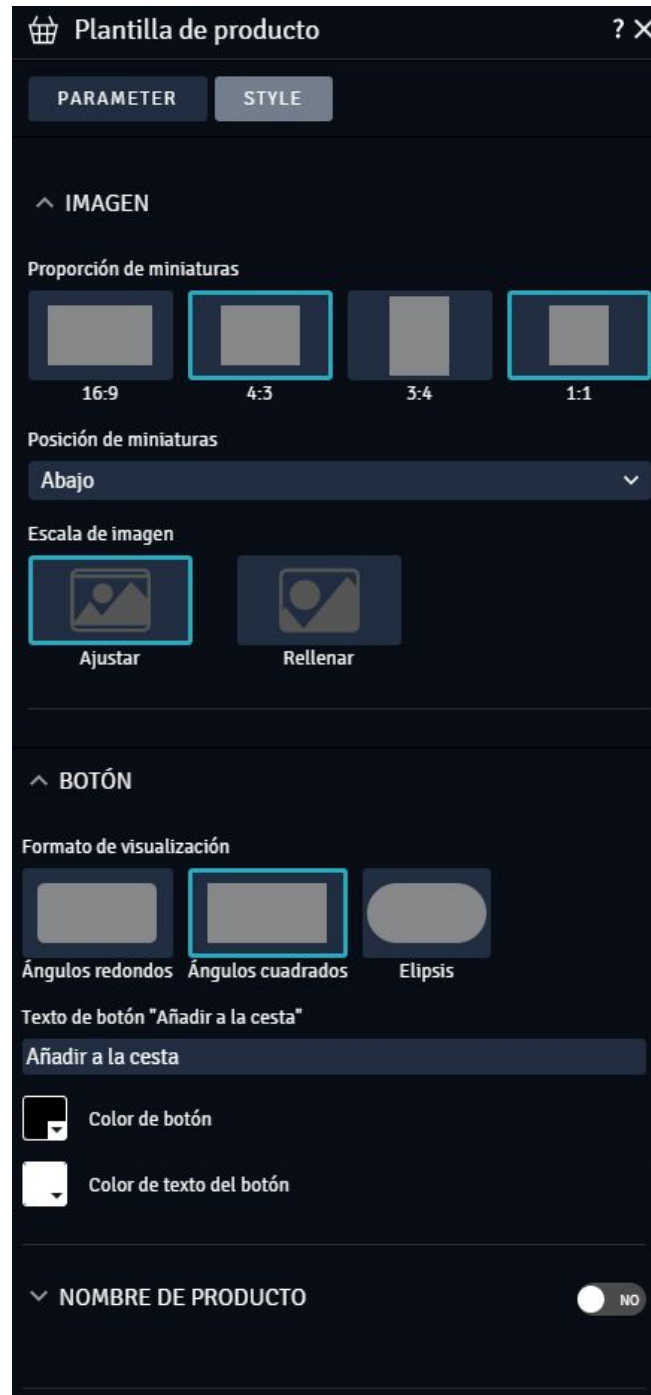 Plantilla de producto ?
PARAMETER STYLE
IMAGEN
Proporción de miniaturas
16:9 4:3 3:4 1:1
Posición de miniaturas
Abajo
Escala de imagen
Ajustar Rellenar
BOTÓN
Formato de visualización
Ángulos redondos Ángulos cuadrados Elipsis
Texto de botón "Añadir a la cesta"
Añadir a la cesta
Color de botón
Color de texto del botón
NOMBRE DE PRODUCTO NO